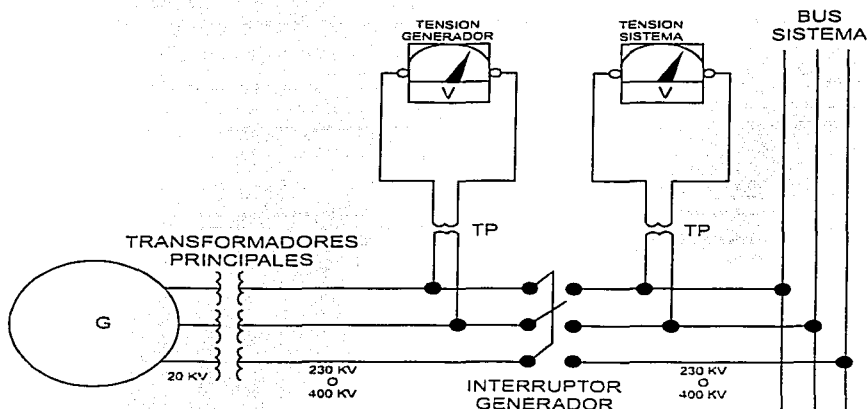 TENSION
GENERADOR
V
TENSION
SISTEMA
V
BUS
SISTEMA
TP
TP
TRANSFORMADORES
PRINCIPALES
G
20 KV
230 KV
O
400 KV
INTERRUPTOR
GENERADOR
230 KV
O
400 KV